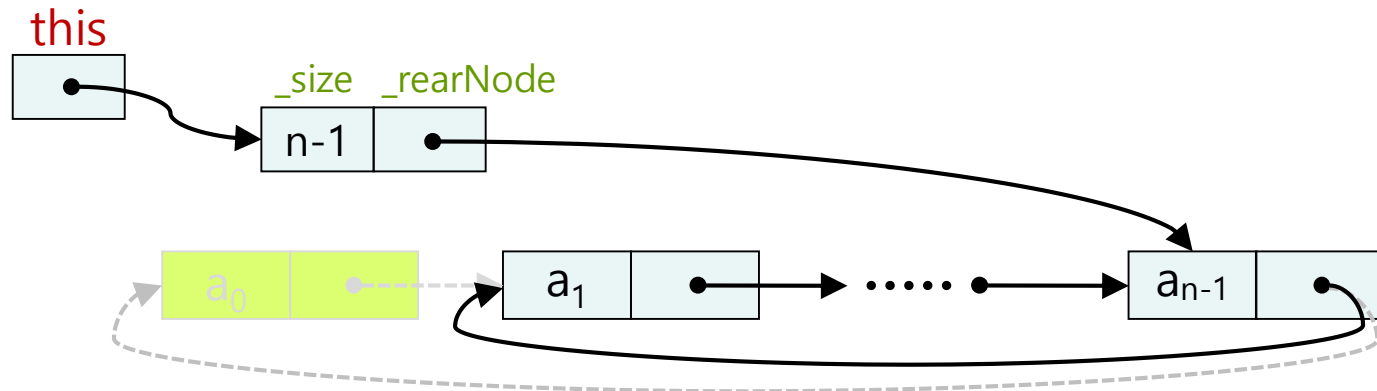 this
_size _rearNode
n-1
a₀ a₁ ..... aₙ₋₁